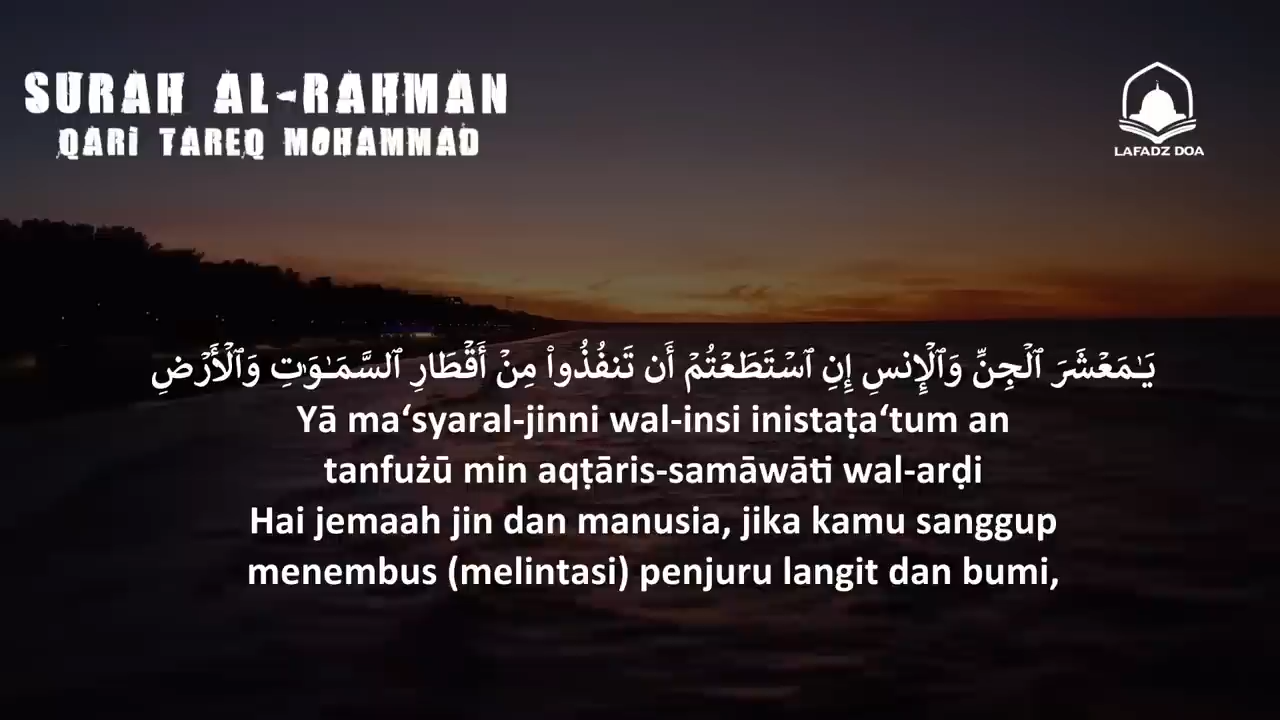 SURAH AL-RAHMAN
QARI TAREQ MOHAMMAD
LAFADZ DOA
يَـٰمَعْشَرَ ٱلْجِنِّ وَٱلْإِنسِ إِنِ ٱسْتَطَعْتُمْ أَن تَنفُذُوا۟ مِنْ أَقْطَارِ ٱلسَّمَـٰوَٰتِ وَٱلْأَرْضِ
Yā ma‘syaral-jinni wal-insi inistaṭa‘tum an
tanfużū min aqṭāris-samāwāti wal-arḍi
Hai jemaah jin dan manusia, jika kamu sanggup
menembus (melintasi) penjuru langit dan bumi,